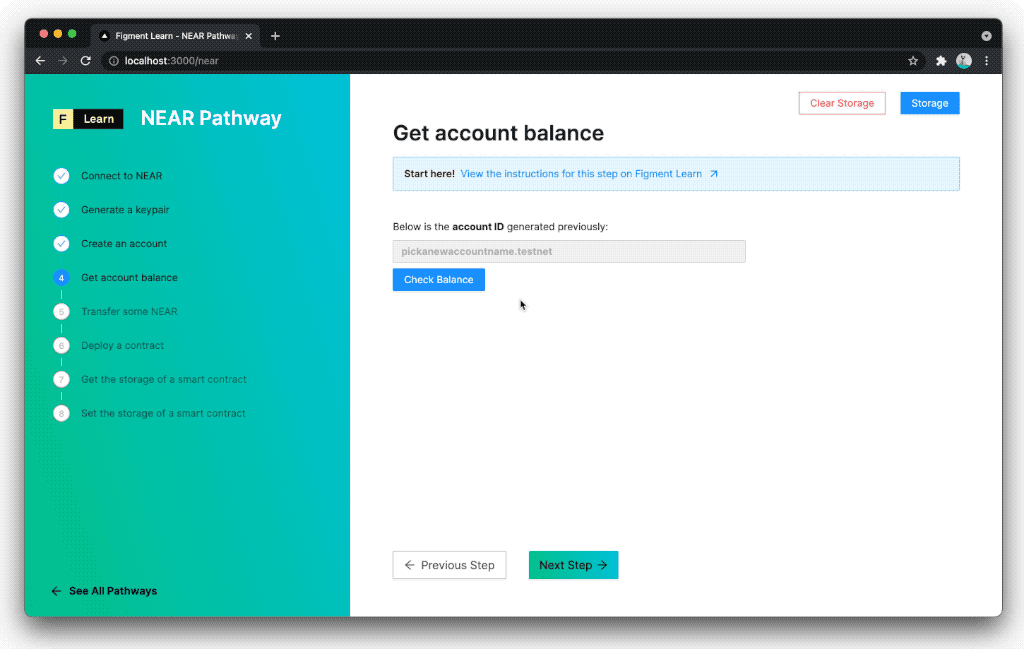 Figment Learn - NEAR Pathwa
localhost:3000/near
F Learn NEAR Pathway
Connect to NEAR
Generate a keypair
Create an account
4 Get account balance
5 Transfer some NEAR
6 Deploy a contract
7 Get the storage of a smart contract
8 Set the storage of a smart contract
See All Pathways
Clear Storage Storage
Get account balance
Start here! View the instructions for this step on Figment Learn
Below is the account ID generated previously:
pickanewaccountname.testnet
Check Balance
Previous Step Next Step